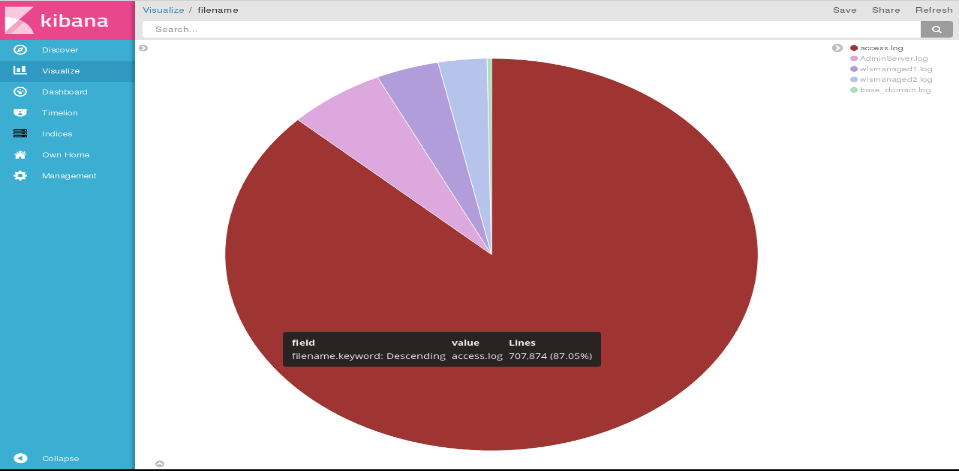 kibana
Discover
Visualize
Dashboard
Timelion
Indices
Own Home
Management
Collapse
Visualize / filename
Save Share Refresh
Search...
access.log
AdminServer.log
wlsmanaged1.log
wlsmanaged2.log
base_domain.log
field value Lines
filename.keyword: Descending access.log 707,874 (87.05%)